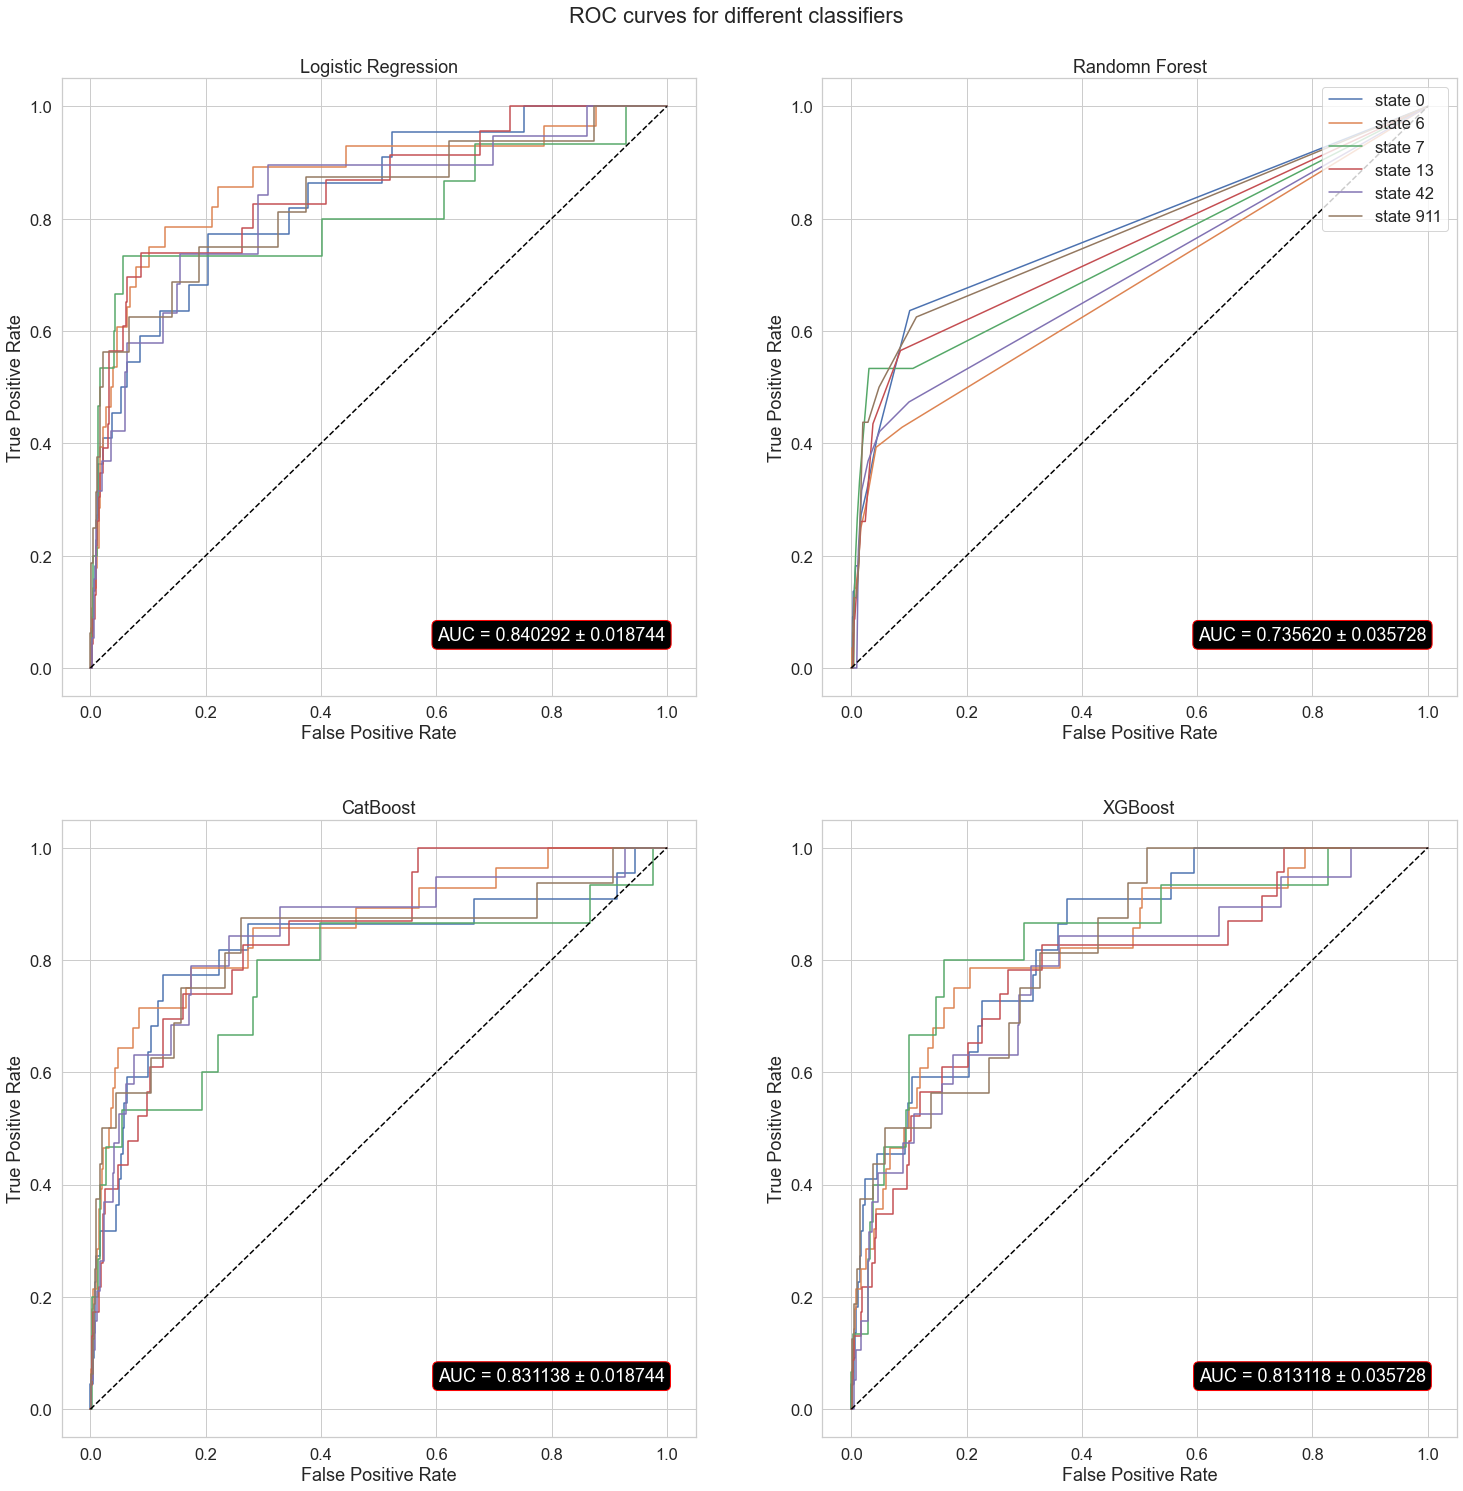 ROC curves for different classifiers
Logistic Regression
True Positive Rate
1.0
0.8
0.6
0.4
0.2
0.0
AUC = 0.840292 ± 0.018744
0.0 0.2 0.4 0.6 0.8 1.0
False Positive Rate
Randomn Forest
True Positive Rate
1.0
0.8
0.6
0.4
0.2
0.0
state 0
state 6
state 7
state 13
state 42
state 911
AUC = 0.735620 ± 0.035728
0.0 0.2 0.4 0.6 0.8 1.0
False Positive Rate
CatBoost
True Positive Rate
1.0
0.8
0.6
0.4
0.2
0.0
AUC = 0.831138 ± 0.018744
0.0 0.2 0.4 0.6 0.8 1.0
False Positive Rate
XGBoost
True Positive Rate
1.0
0.8
0.6
0.4
0.2
0.0
AUC = 0.813118 ± 0.035728
0.0 0.2 0.4 0.6 0.8 1.0
False Positive Rate